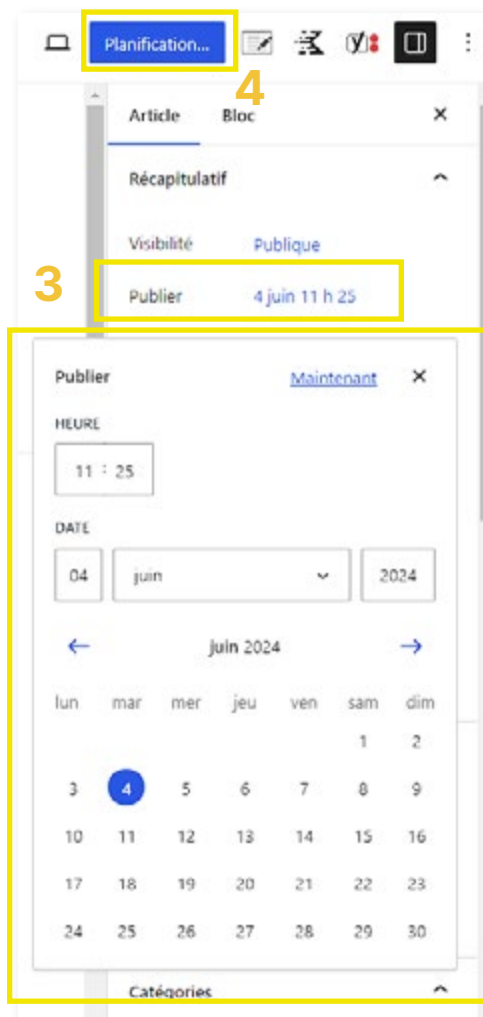 Planification...
4
Article Bloc
Récapitulatif
Visibilité Publique
3
Publier 4 juin 11 h 25
Publier Maintenant
HEURE
11 : 25
DATE
04 juin 2024
juin 2024
lun mar mer jeu ven sam dim
1 2
3 4 5 6 7 8 9
10 11 12 13 14 15 16
17 18 19 20 21 22 23
24 25 26 27 28 29 30
Catégories